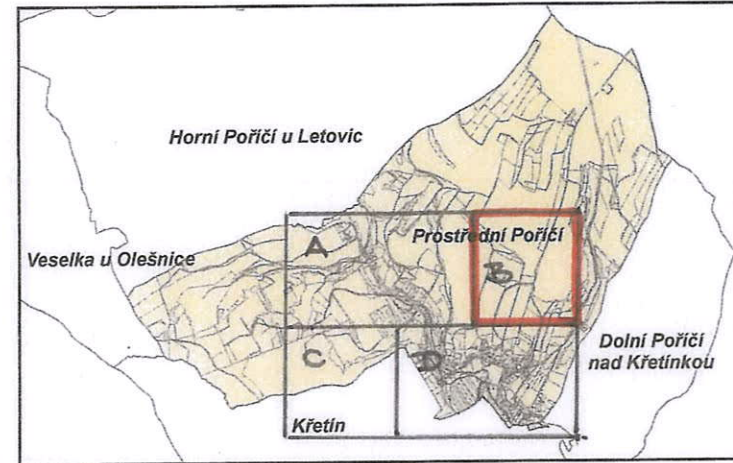 Horní Poříčí u Letovic
A
Prostřední Poříčí
Veselka u Olešnice
B
C
D
Dolní Poříčí
nad Křetínkou
Křetín